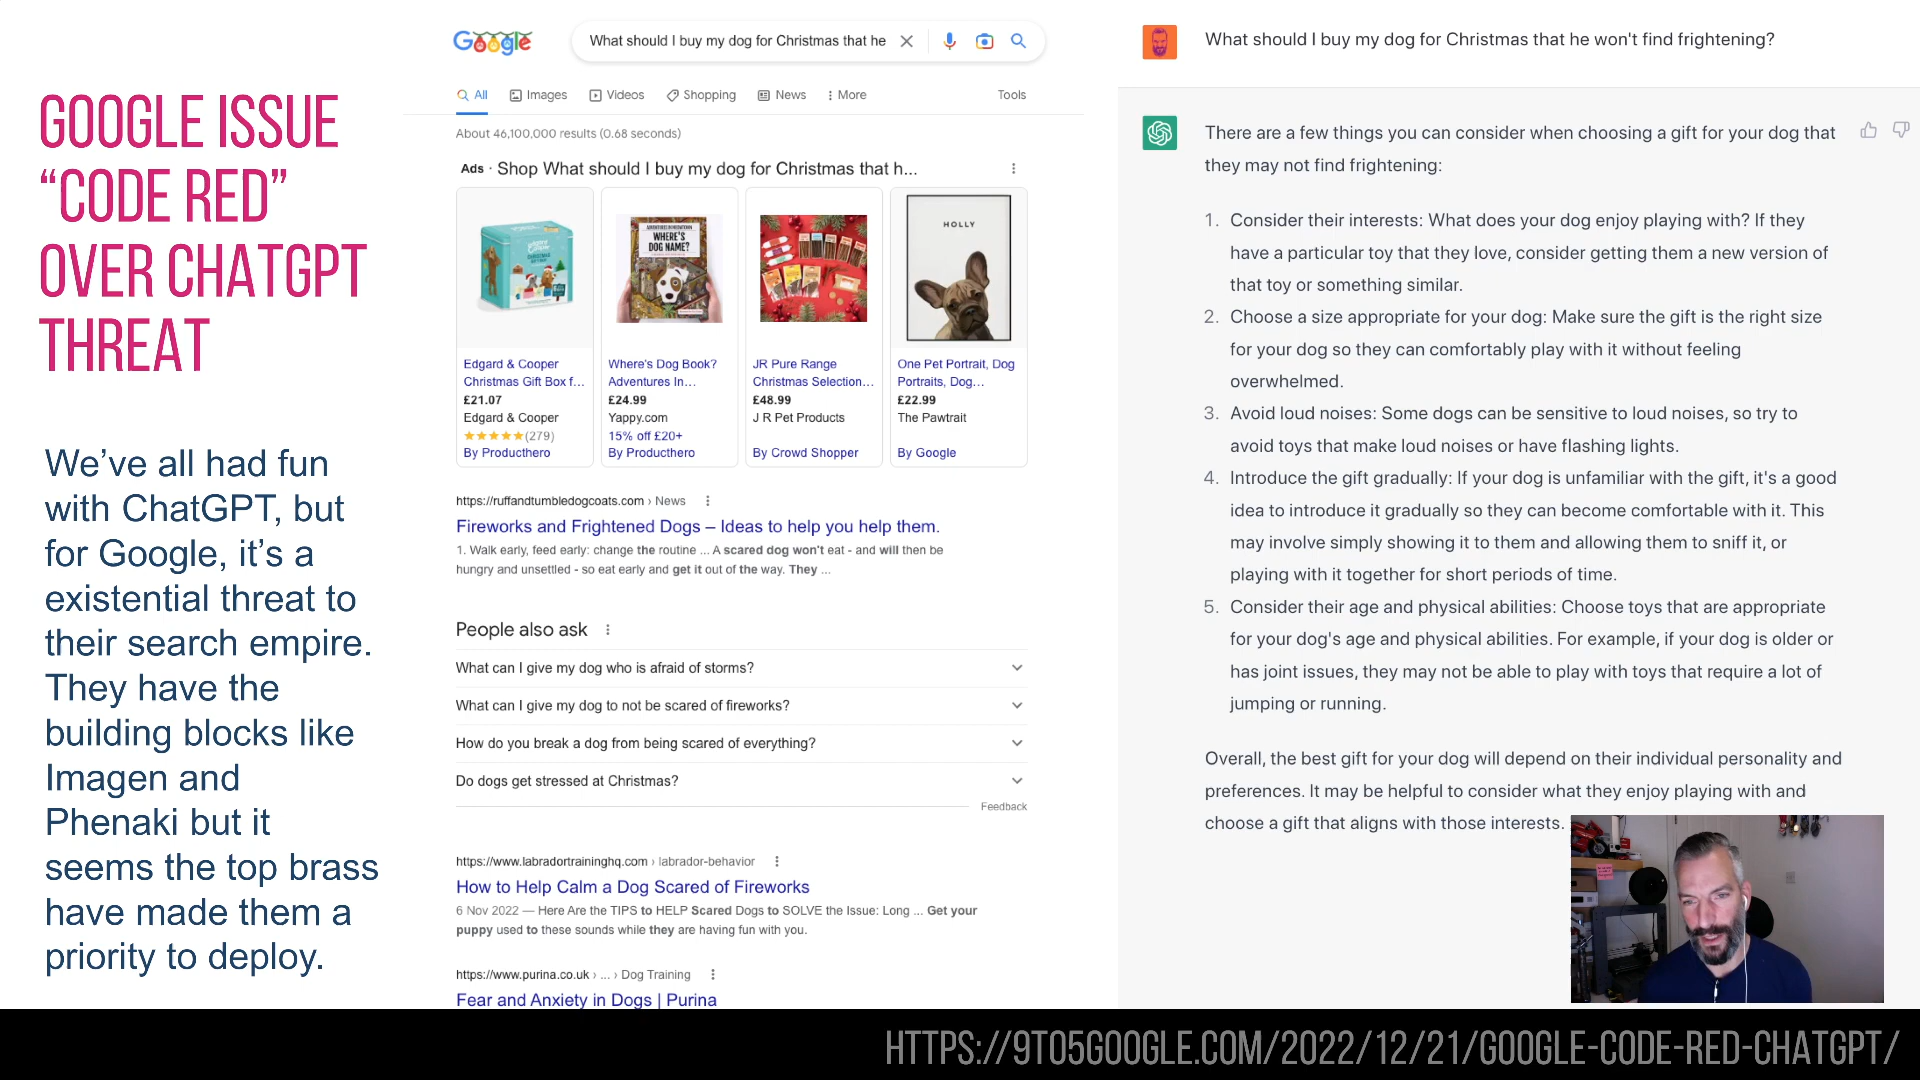 GOOGLE ISSUE
“CODE RED”
OVER CHATGPT
THREAT
We’ve all had fun
with ChatGPT, but
for Google, it’s a
existential threat to
their search empire.
They have the
building blocks like
Imagen and
Phenaki but it
seems the top brass
have made them a
priority to deploy.
Google
What should I buy my dog for Christmas that he
All
Images
Videos
Shopping
News
More
Tools
About 46,100,000 results (0.68 seconds)
Ads · Shop What should I buy my dog for Christmas that h...
WHERE'S
DOG NAME?
HOLLY
Edgard & Cooper
Christmas Gift Box f...
£21.07
Edgard & Cooper
(279)
By Producthero
Where's Dog Book?
Adventures In...
£24.99
Yappy.com
15% off £20+
By Producthero
JR Pure Range
Christmas Selection...
£48.99
J R Pet Products
By Crowd Shopper
One Pet Portrait, Dog
Portraits, Dog...
£22.99
The Pawtrait
By Google
https://ruffandtumbledogcoats.com › News
Fireworks and Frightened Dogs – Ideas to help you help them.
1. Walk early, feed early: change the routine ... A scared dog won't eat - and will then be
hungry and unsettled - so eat early and get it out of the way. They ...
People also ask
What can I give my dog who is afraid of storms?
What can I give my dog to not be scared of fireworks?
How do you break a dog from being scared of everything?
Do dogs get stressed at Christmas?
Feedback
https://www.labradortraininghq.com › labrador-behavior
How to Help Calm a Dog Scared of Fireworks
6 Nov 2022 — Here Are the TIPS to HELP Scared Dogs to SOLVE the Issue: Long ... Get your
puppy used to these sounds while they are having fun with you.
https://www.purina.co.uk › ... › Dog Training
Fear and Anxiety in Dogs | Purina
What should I buy my dog for Christmas that he won't find frightening?
There are a few things you can consider when choosing a gift for your dog that
they may not find frightening:
1. Consider their interests: What does your dog enjoy playing with? If they
have a particular toy that they love, consider getting them a new version of
that toy or something similar.
2. Choose a size appropriate for your dog: Make sure the gift is the right size
for your dog so they can comfortably play with it without feeling
overwhelmed.
3. Avoid loud noises: Some dogs can be sensitive to loud noises, so try to
avoid toys that make loud noises or have flashing lights.
4. Introduce the gift gradually: If your dog is unfamiliar with the gift, it's a good
idea to introduce it gradually so they can become comfortable with it. This
may involve simply showing it to them and allowing them to sniff it, or
playing with it together for short periods of time.
5. Consider their age and physical abilities: Choose toys that are appropriate
for your dog's age and physical abilities. For example, if your dog is older or
has joint issues, they may not be able to play with toys that require a lot of
jumping or running.
Overall, the best gift for your dog will depend on their individual personality and
preferences. It may be helpful to consider what they enjoy playing with and
choose a gift that aligns with those interests.
HTTPS://9TO5GOOGLE.COM/2022/12/21/GOOGLE-CODE-RED-CHATGPT/